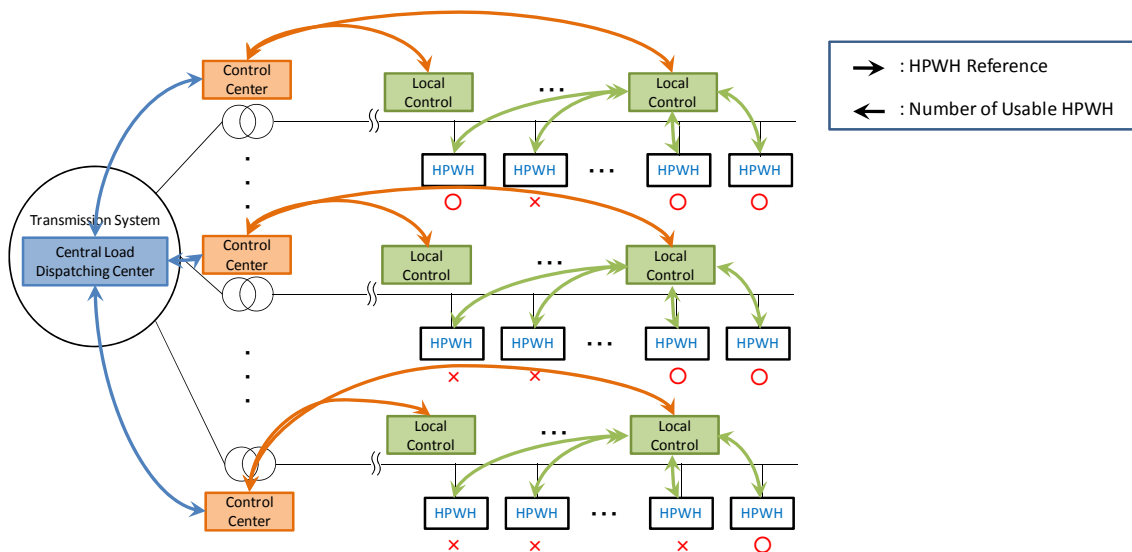 Control
Center
Local
Control
...
Local
Control
HPWH
HPWH
...
HPWH
HPWH
: HPWH Reference
: Number of Usable HPWH
Transmission System
Central Load
Dispatching Center
Control
Center
Local
Control
...
Local
Control
HPWH
HPWH
...
HPWH
HPWH
Local
Control
...
Local
Control
Control
Center
HPWH
HPWH
...
HPWH
HPWH